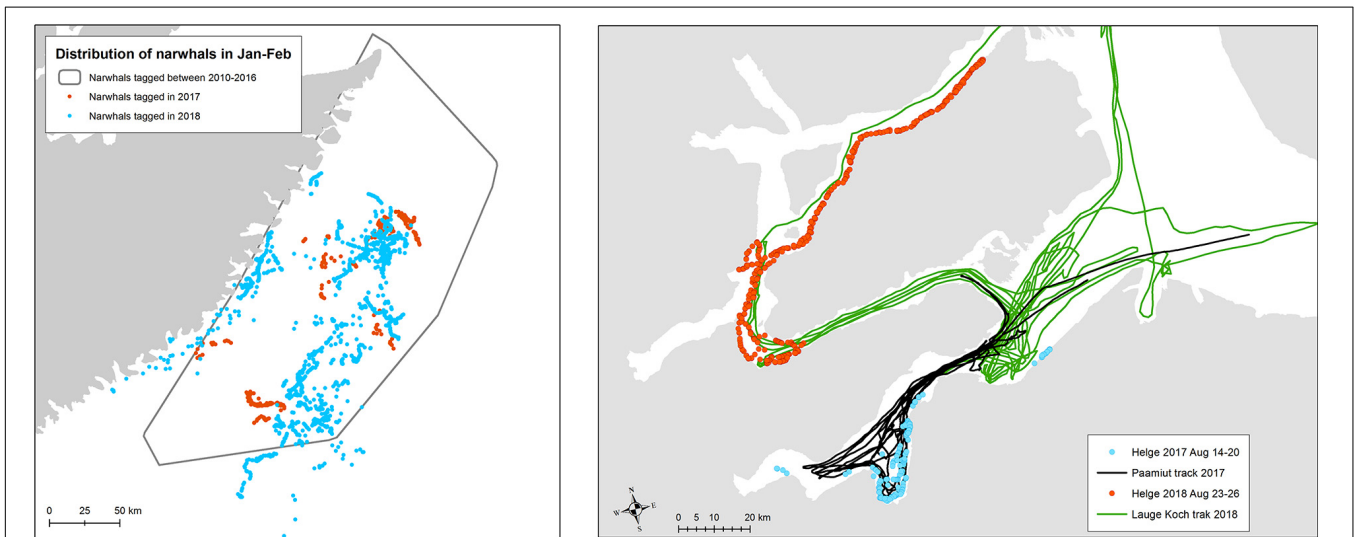 Distribution of narwhals in Jan-Feb
Narwhals tagged between 2010-2016
Narwhals tagged in 2017
Narwhals tagged in 2018
0 25 50 km
N
W E
S
0 5 10 20 km
Helge 2017 Aug 14-20
Paamiut track 2017
Helge 2018 Aug 23-26
Lauge Koch trak 2018